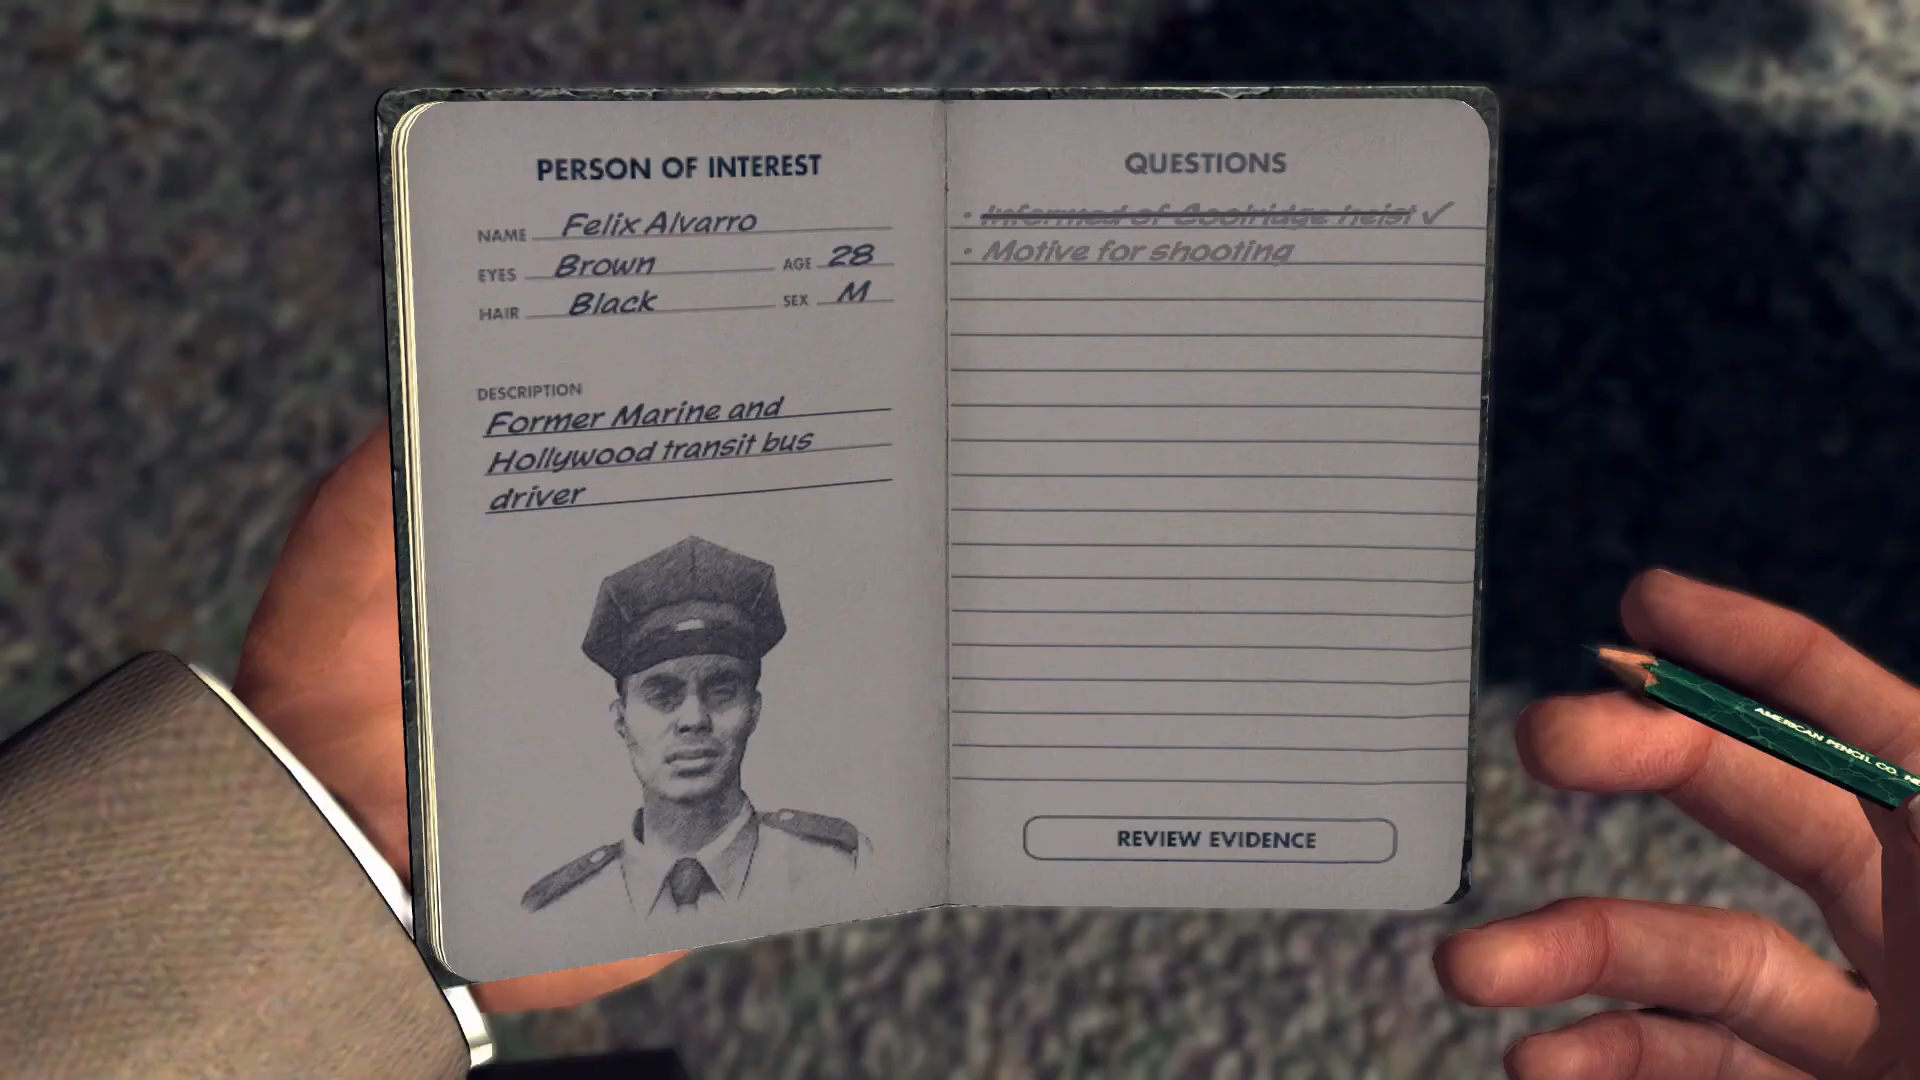 PERSON OF INTEREST
NAME Felix Alvarro
EYES Brown AGE 28
HAIR Black SEX M
DESCRIPTION
Former Marine and
Hollywood transit bus
driver
QUESTIONS
• Informed of Coolridge heist ✓
• Motive for shooting
REVIEW EVIDENCE
AMERICAN PENCIL CO.